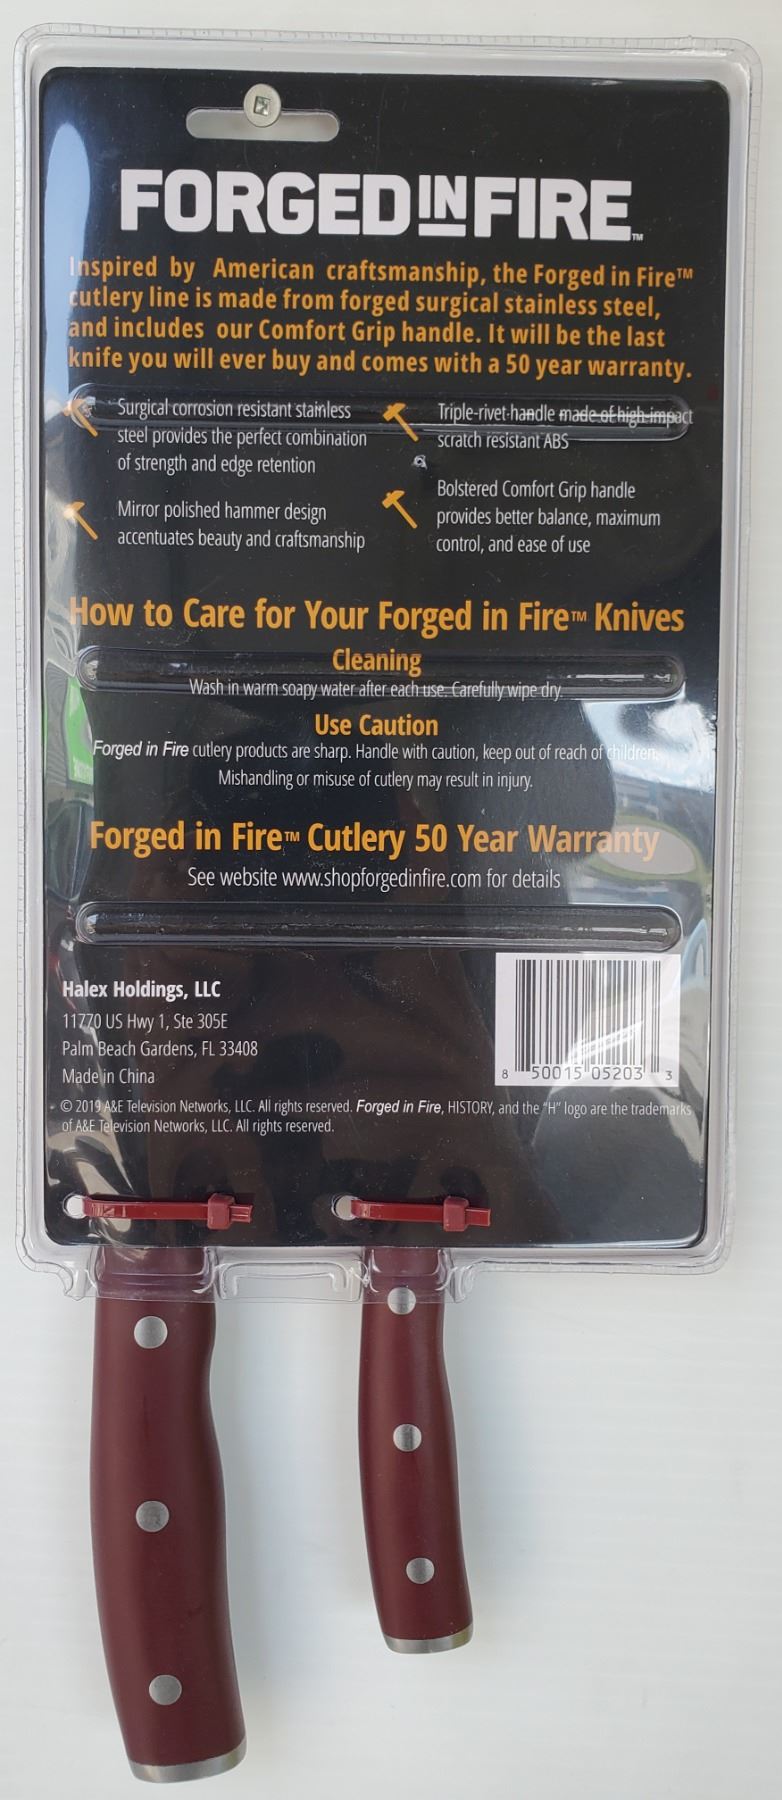 FORGED IN FIRE™
Inspired by American craftsmanship, the Forged in Fire™
cutlery line is made from forged surgical stainless steel,
and includes our Comfort Grip handle. It will be the last
knife you will ever buy and comes with a 50 year warranty.
Surgical corrosion resistant stainless
steel provides the perfect combination
of strength and edge retention
Mirror polished hammer design
accentuates beauty and craftsmanship
Triple-rivet-handle made of high-impact
scratch resistant ABS
Bolstered Comfort Grip handle
provides better balance, maximum
control, and ease of use
How to Care for Your Forged in Fire™ Knives
Cleaning
Wash in warm soapy water after each use. Carefully wipe dry.
Use Caution
Forged in Fire cutlery products are sharp. Handle with caution, keep out of reach of children.
Mishandling or misuse of cutlery may result in injury.
Forged in Fire™ Cutlery 50 Year Warranty
See website www.shopforgedinfire.com for details
Halex Holdings, LLC
11770 US Hwy 1, Ste 305E
Palm Beach Gardens, FL 33408
Made in China
8 50015 05203 3
© 2019 A&E Television Networks, LLC. All rights reserved. Forged in Fire, HISTORY, and the "H" logo are the trademarks
of A&E Television Networks, LLC. All rights reserved.